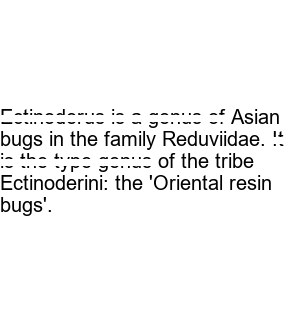 Ectinoderus is a genus of Asian
bugs in the family Reduviidae. It
is the type genus of the tribe
Ectinoderini: the 'Oriental resin
bugs'.